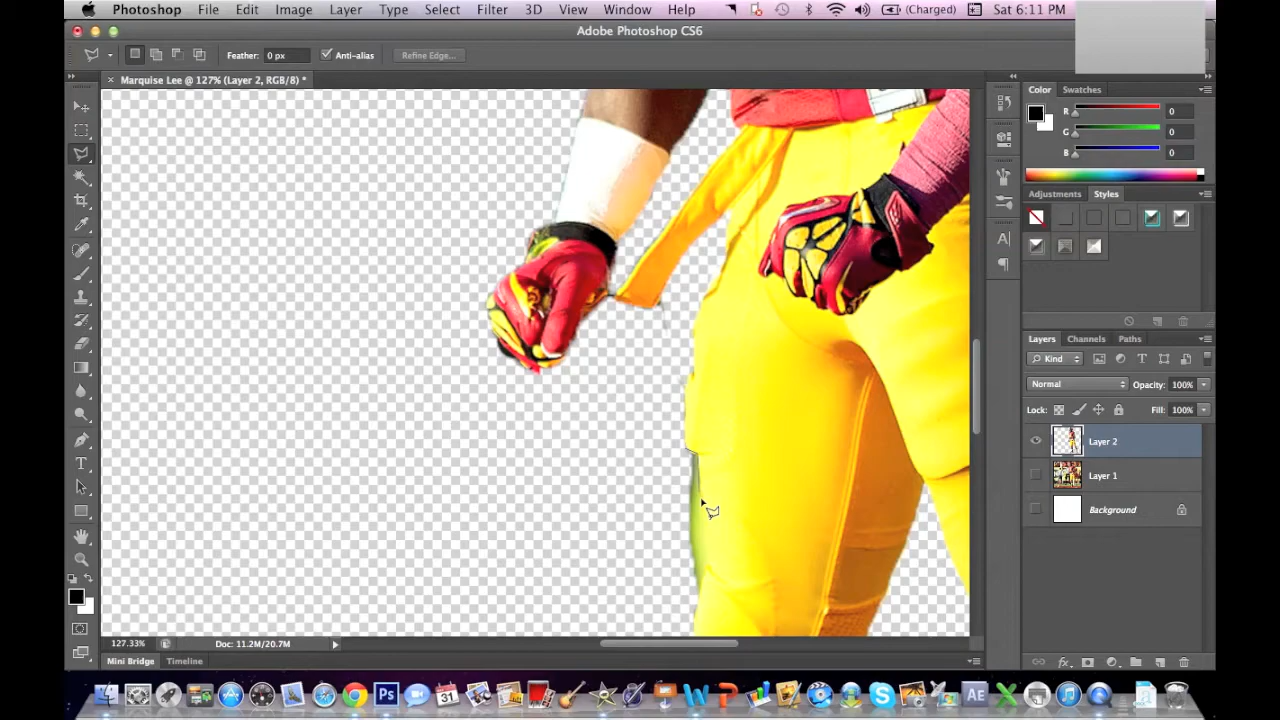 Photoshop File Edit Image Layer Type Select Filter 3D View Window Help (Charged) Sat 6:11 PM
Adobe Photoshop CS6
Feather: 0 px Anti-alias Refine Edge...
Marquise Lee @ 127% (Layer 2, RGB/8) *
Color Swatches
R 0
G 0
B 0
Adjustments Styles
Layers Channels Paths
Kind
Normal Opacity: 100%
Lock: Fill: 100%
Layer 2
Layer 1
Background
127.33% Doc: 11.2M/20.7M
Mini Bridge Timeline